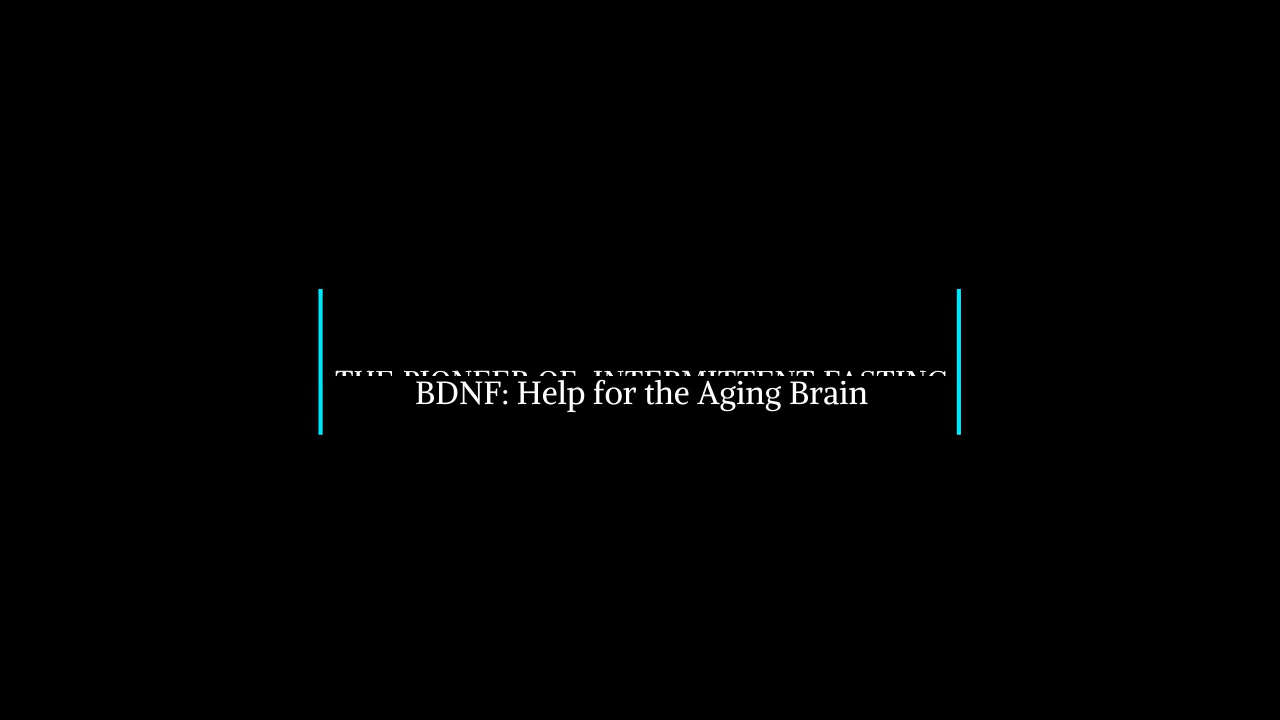 THE PIONEER OF INTERMITTENT FASTING
BDNF: Help for the Aging Brain